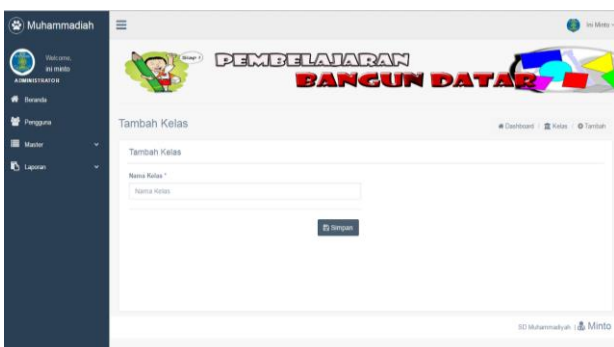 Muhammadiah
Ini Minto
Welcome,
ini minto
ADMINISTRATOR
Beranda
Pengguna
Master
Laporan
PEMBELAJARAN
BANGUN DATAR
Tambah Kelas
Dashboard / Kelas / Tambah
Tambah Kelas
Nama Kelas *
Nama Kelas
Simpan
SD Muhammadiyah | Minto